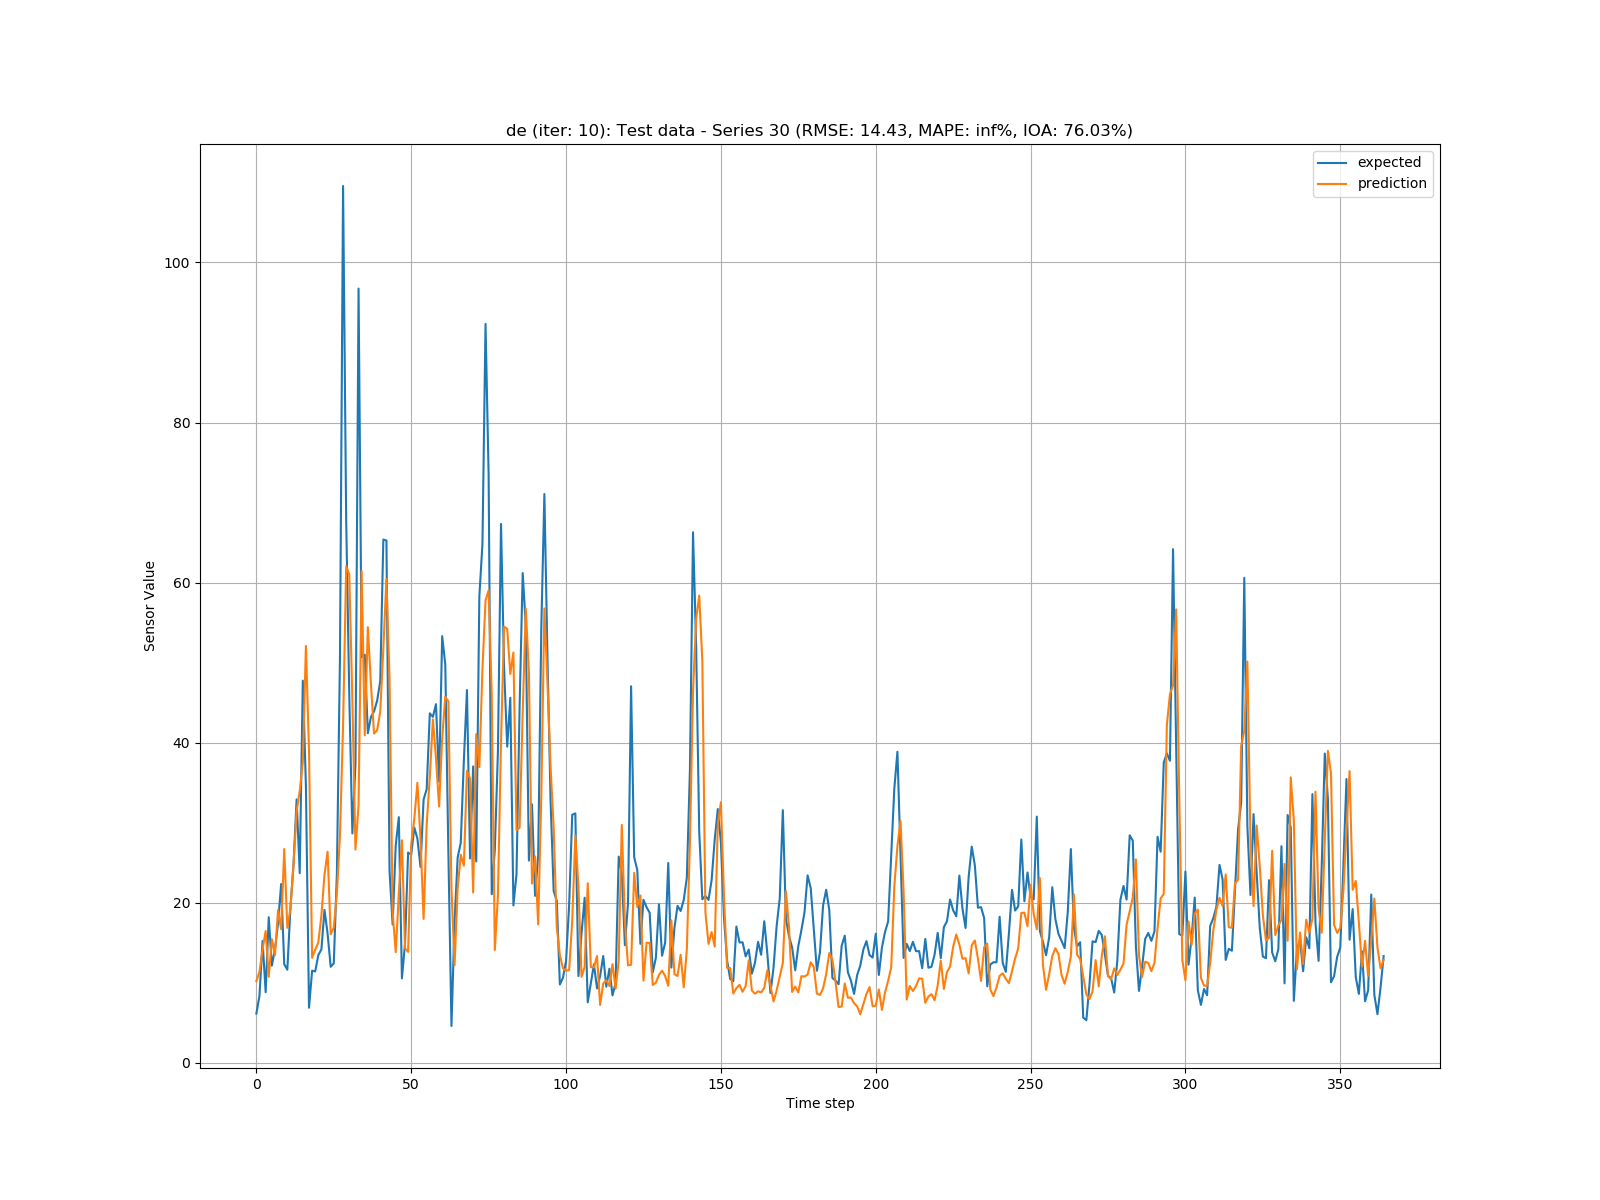 de (iter: 10): Test data - Series 30 (RMSE: 14.43, MAPE: inf%, IOA: 76.03%)
expected
prediction
100
80
60
40
20
0
Sensor Value
0 50 100 150 200 250 300 350
Time step